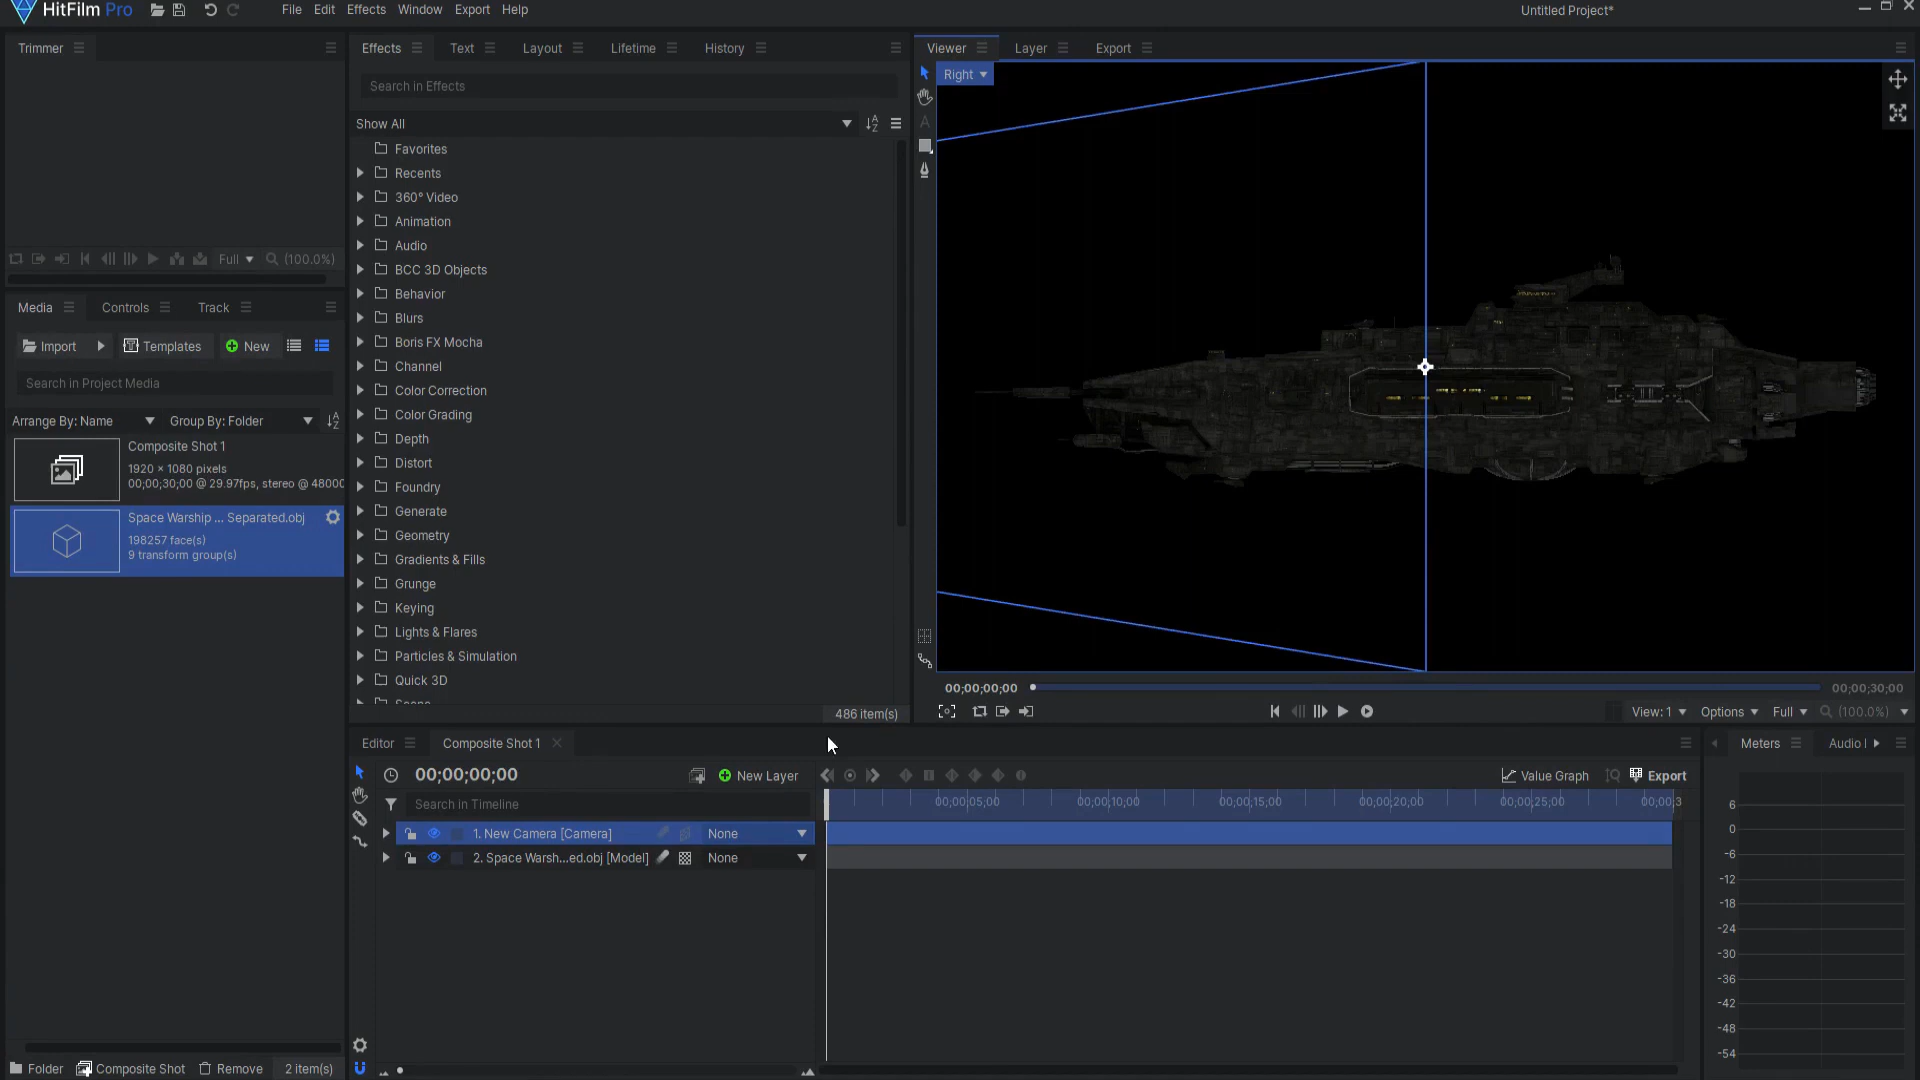 HitFilm Pro
File Edit Effects Window Export Help
Untitled Project*
Trimmer
Full (100.0%)
Media Controls Track
Import Templates New
Search in Project Media
Arrange By: Name Group By: Folder
Composite Shot 1
1920 × 1080 pixels
00;00;30;00 @ 29.97fps, stereo @ 48000
Space Warship ... Separated.obj
198257 face(s)
9 transform group(s)
Folder Composite Shot Remove 2 item(s)
Effects Text Layout Lifetime History
Search in Effects
Show All
Favorites
Recents
360° Video
Animation
Audio
BCC 3D Objects
Behavior
Blurs
Boris FX Mocha
Channel
Color Correction
Color Grading
Depth
Distort
Foundry
Generate
Geometry
Gradients & Fills
Grunge
Keying
Lights & Flares
Particles & Simulation
Quick 3D
486 item(s)
Viewer Layer Export
Right
00;00;00;00 00;00;30;00
View: 1 Options Full (100.0%)
Editor Composite Shot 1
00;00;00;00 New Layer Value Graph Export
Search in Timeline
00;00;05;00 00;00;10;00 00;00;15;00 00;00;20;00 00;00;25;00 00;00;3
1. New Camera [Camera] None
2. Space Warsh...ed.obj [Model] None
Meters Audio
6
0
-6
-12
-18
-24
-30
-36
-42
-48
-54